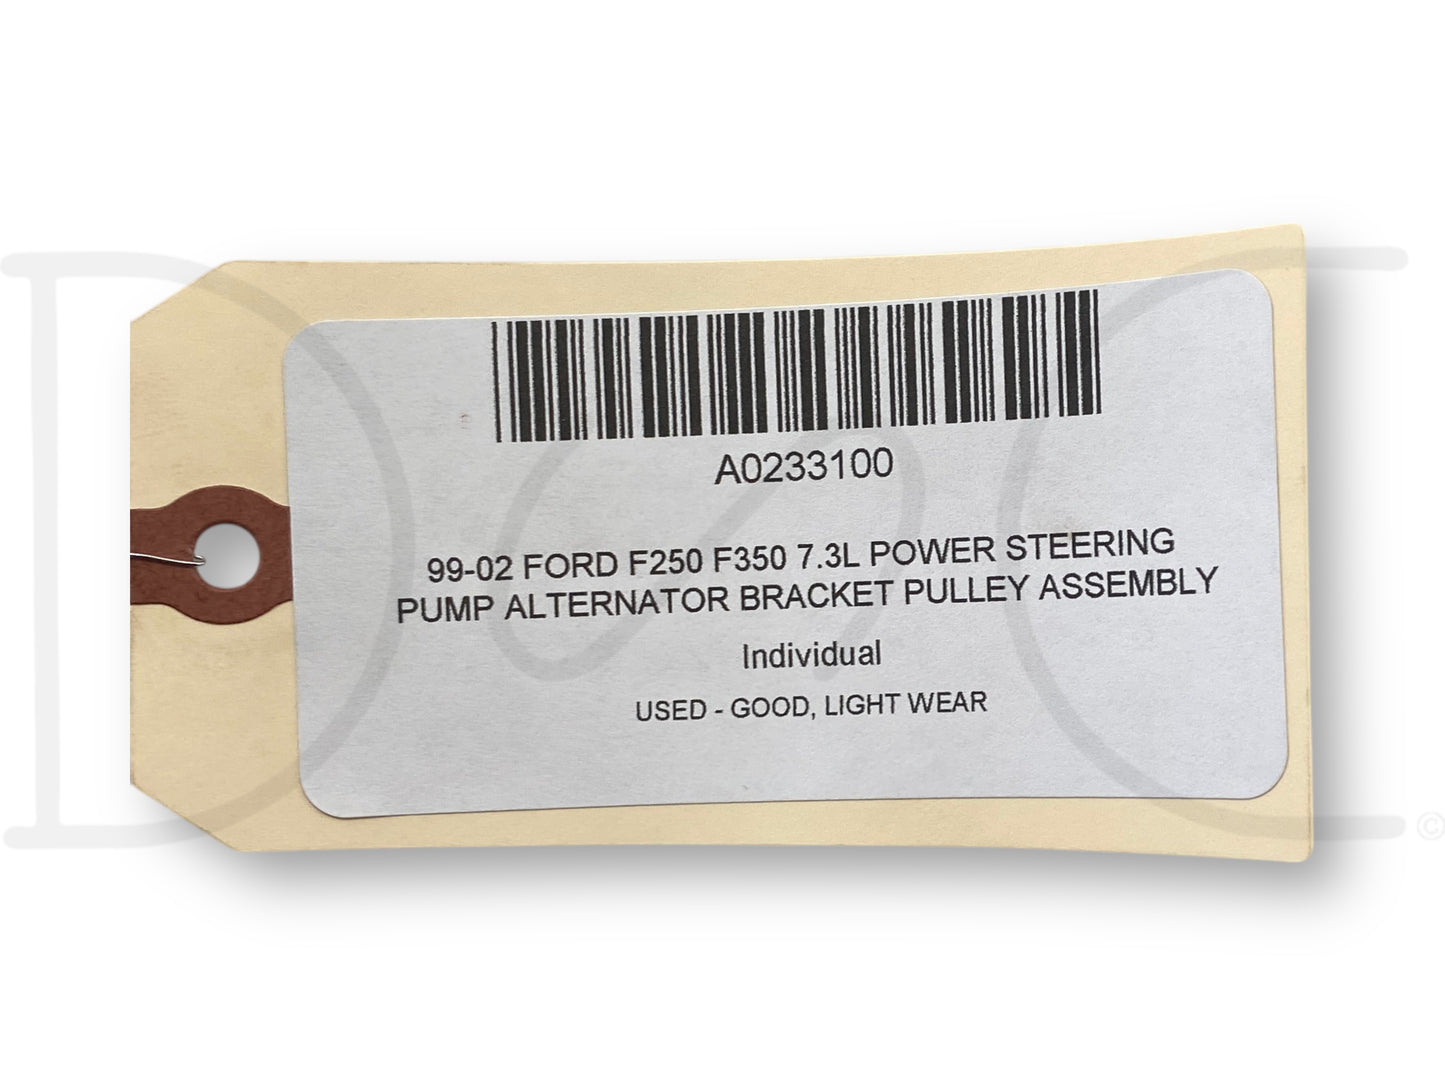 A0233100
99-02 FORD F250 F350 7.3L POWER STEERING
PUMP ALTERNATOR BRACKET PULLEY ASSEMBLY
Individual
USED - GOOD, LIGHT WEAR
©